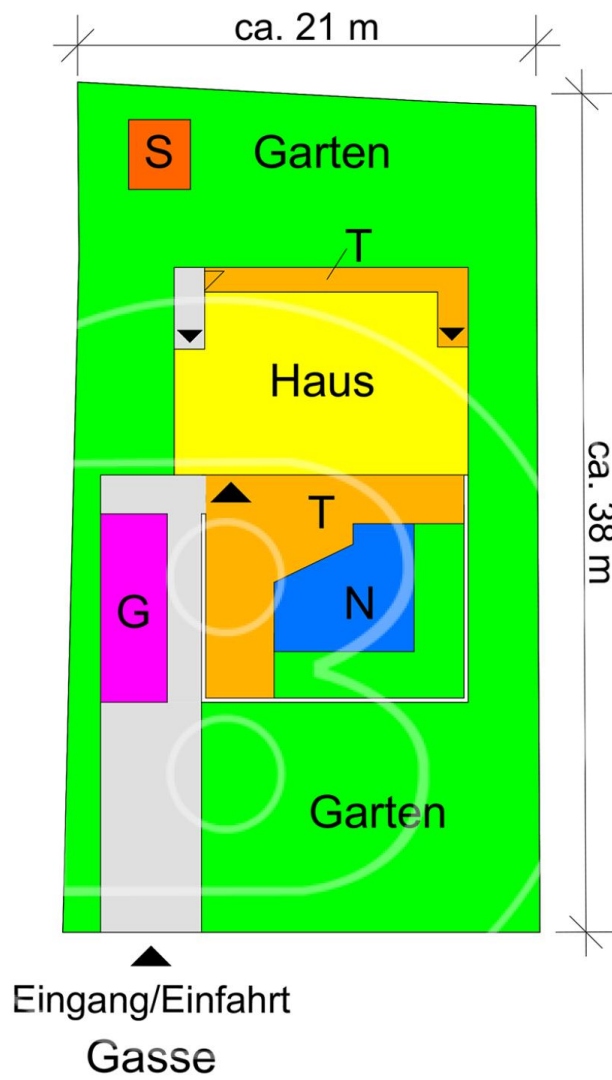 ca. 21 m
S
Garten
T
Haus
ca. 38 m
T
G
N
Garten
Eingang/Einfahrt
Gasse